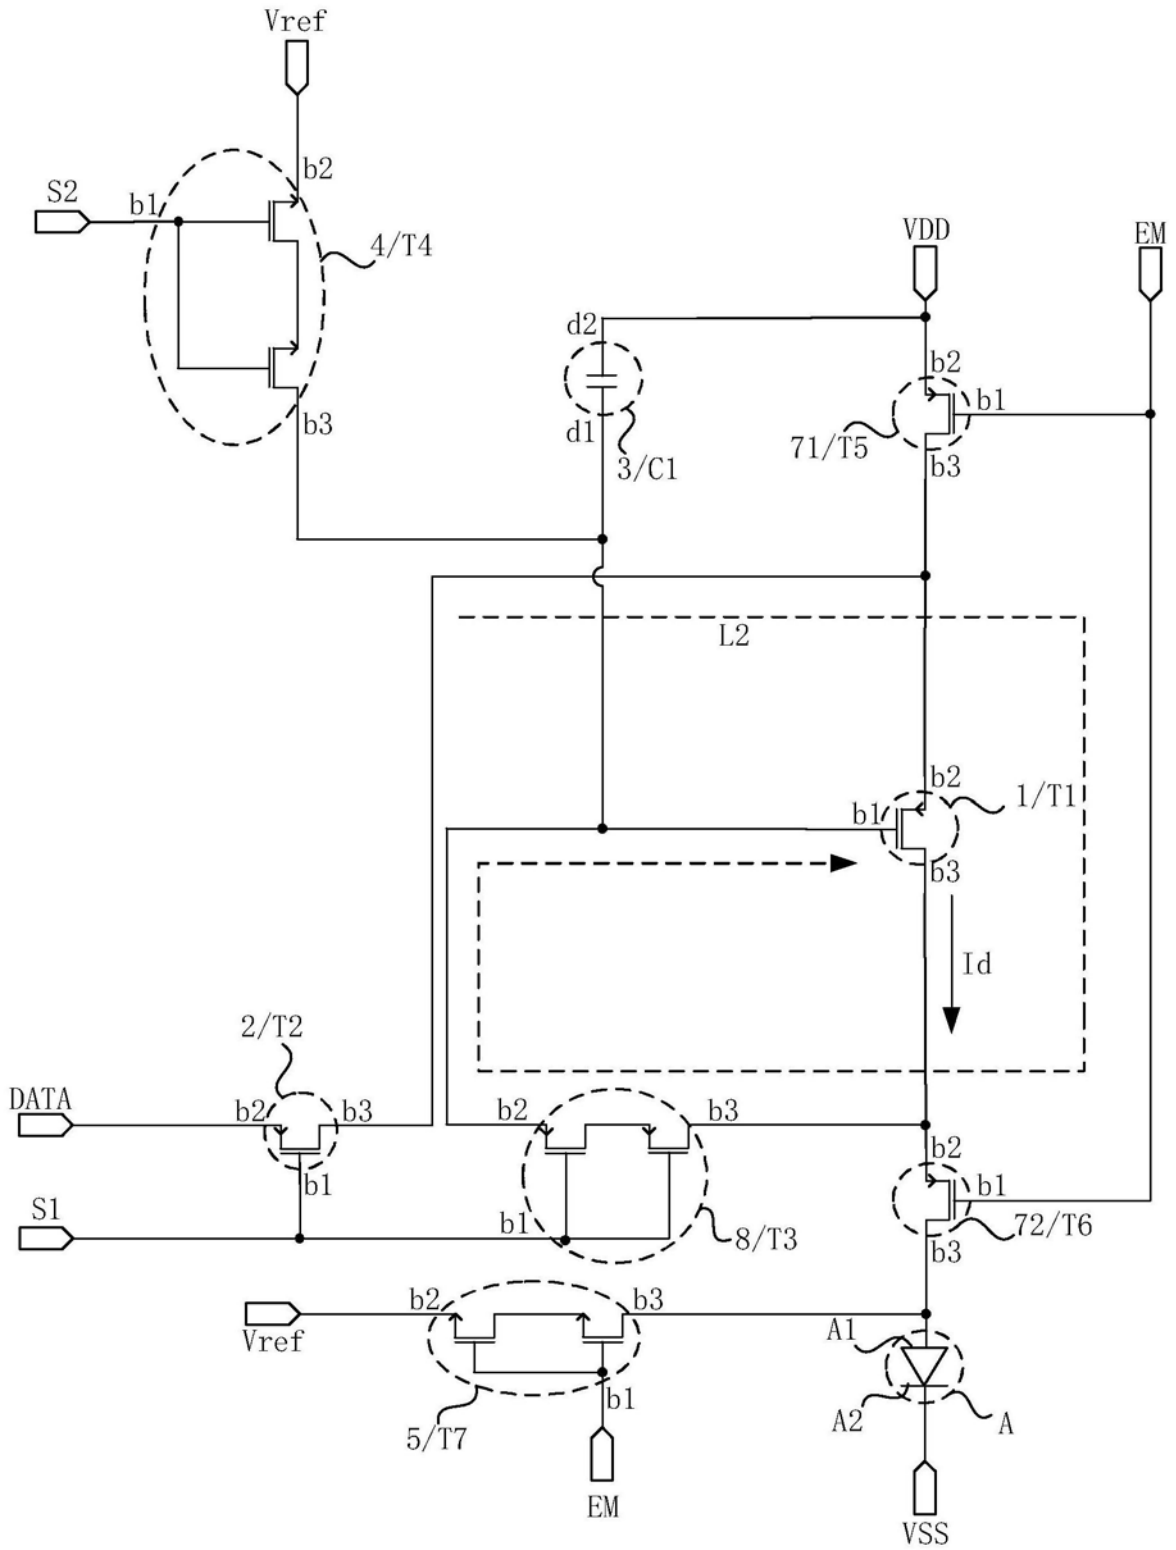 Vref
b2
S2
b1
4/T4
VDD
EM
d2
b2
b1
b3
d1
71/T5
3/C1
b3
L2
b2
1/T1
b1
b3
Id
2/T2
DATA
b2
b3
b2
b3
b2
b1
b1
S1
b1
8/T3
72/T6
b3
b2
b3
Vref
A1
b1
A2
A
5/T7
EM
VSS